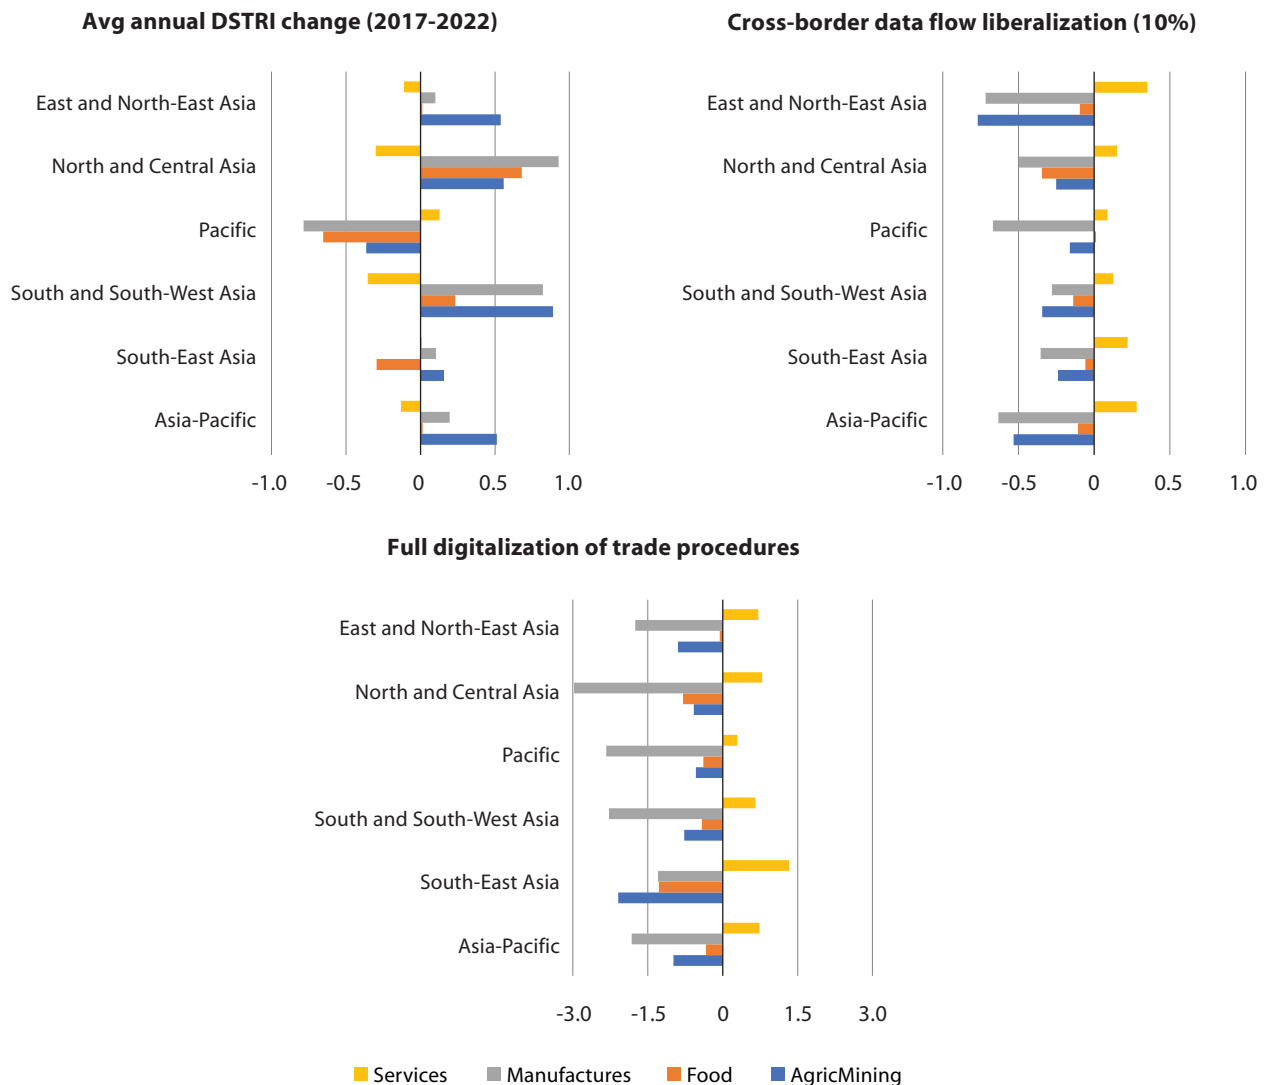 Avg annual DSTRI change (2017-2022)
East and North-East Asia
North and Central Asia
Pacific
South and South-West Asia
South-East Asia
Asia-Pacific
-1.0 -0.5 0 0.5 1.0
Cross-border data flow liberalization (10%)
East and North-East Asia
North and Central Asia
Pacific
South and South-West Asia
South-East Asia
Asia-Pacific
-1.0 -0.5 0 0.5 1.0
Full digitalization of trade procedures
East and North-East Asia
North and Central Asia
Pacific
South and South-West Asia
South-East Asia
Asia-Pacific
-3.0 -1.5 0 1.5 3.0
Services Manufactures Food AgricMining